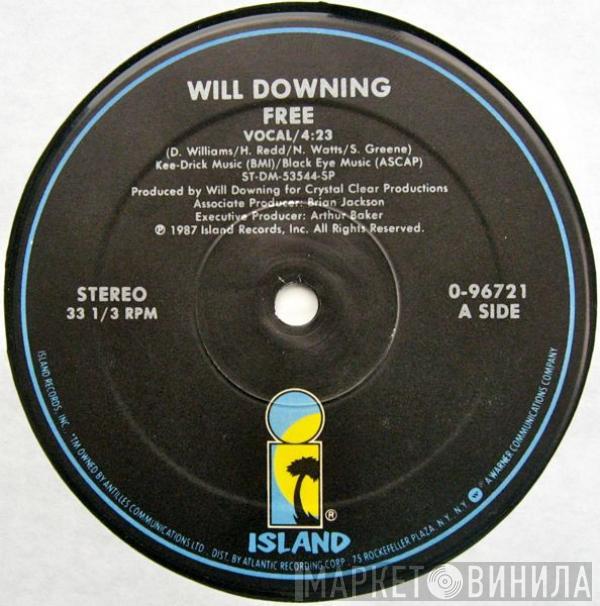 WILL DOWNING
FREE
VOCAL/4:23
(D. Williams/H. Redd/N. Watts/S. Greene)
Kee-Drick Music (BMI)/Black Eye Music (ASCAP)
ST-DM-53544-SP
Produced by Will Downing for Crystal Clear Productions
Associate Producer: Brian Jackson
Executive Producer: Arthur Baker
℗ 1987 Island Records, Inc. All Rights Reserved.
STEREO
33 1/3 RPM
0-96721
A SIDE
®
ISLAND
ISLAND RECORDS, INC. *TM OWNED BY ANTILLES COMMUNICATIONS LTD. DIST. BY ATLANTIC RECORDING CORP. 75 ROCKEFELLER PLAZA, N.Y. N.Y. A WARNER COMMUNICATIONS COMPANY
МАРКЕТ ВИНИЛА